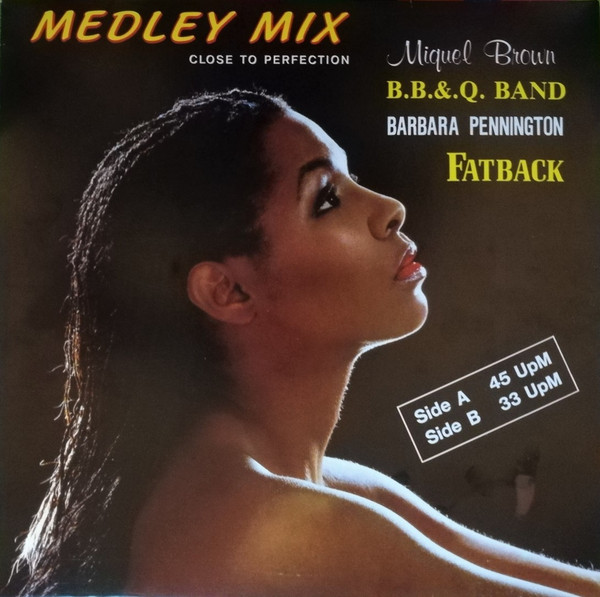 MEDLEY MIX
CLOSE TO PERFECTION
Miquel Brown
B.B.&.Q. BAND
BARBARA PENNINGTON
FATBACK
Side A 45 UpM
Side B 33 UpM